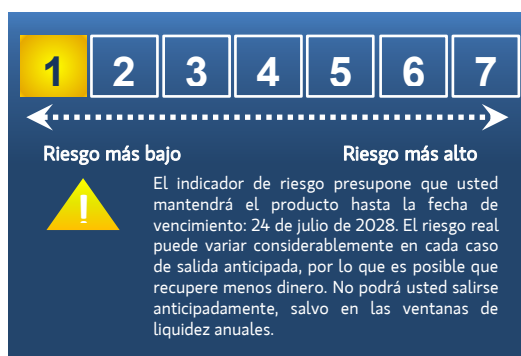 1 2 3 4 5 6 7
Riesgo más bajo Riesgo más alto
!
El indicador de riesgo presupone que usted
mantendrá el producto hasta la fecha de
vencimiento: 24 de julio de 2028. El riesgo real
puede variar considerablemente en cada caso
de salida anticipada, por lo que es posible que
recupere menos dinero. No podrá usted salirse
anticipadamente, salvo en las ventanas de
liquidez anuales.